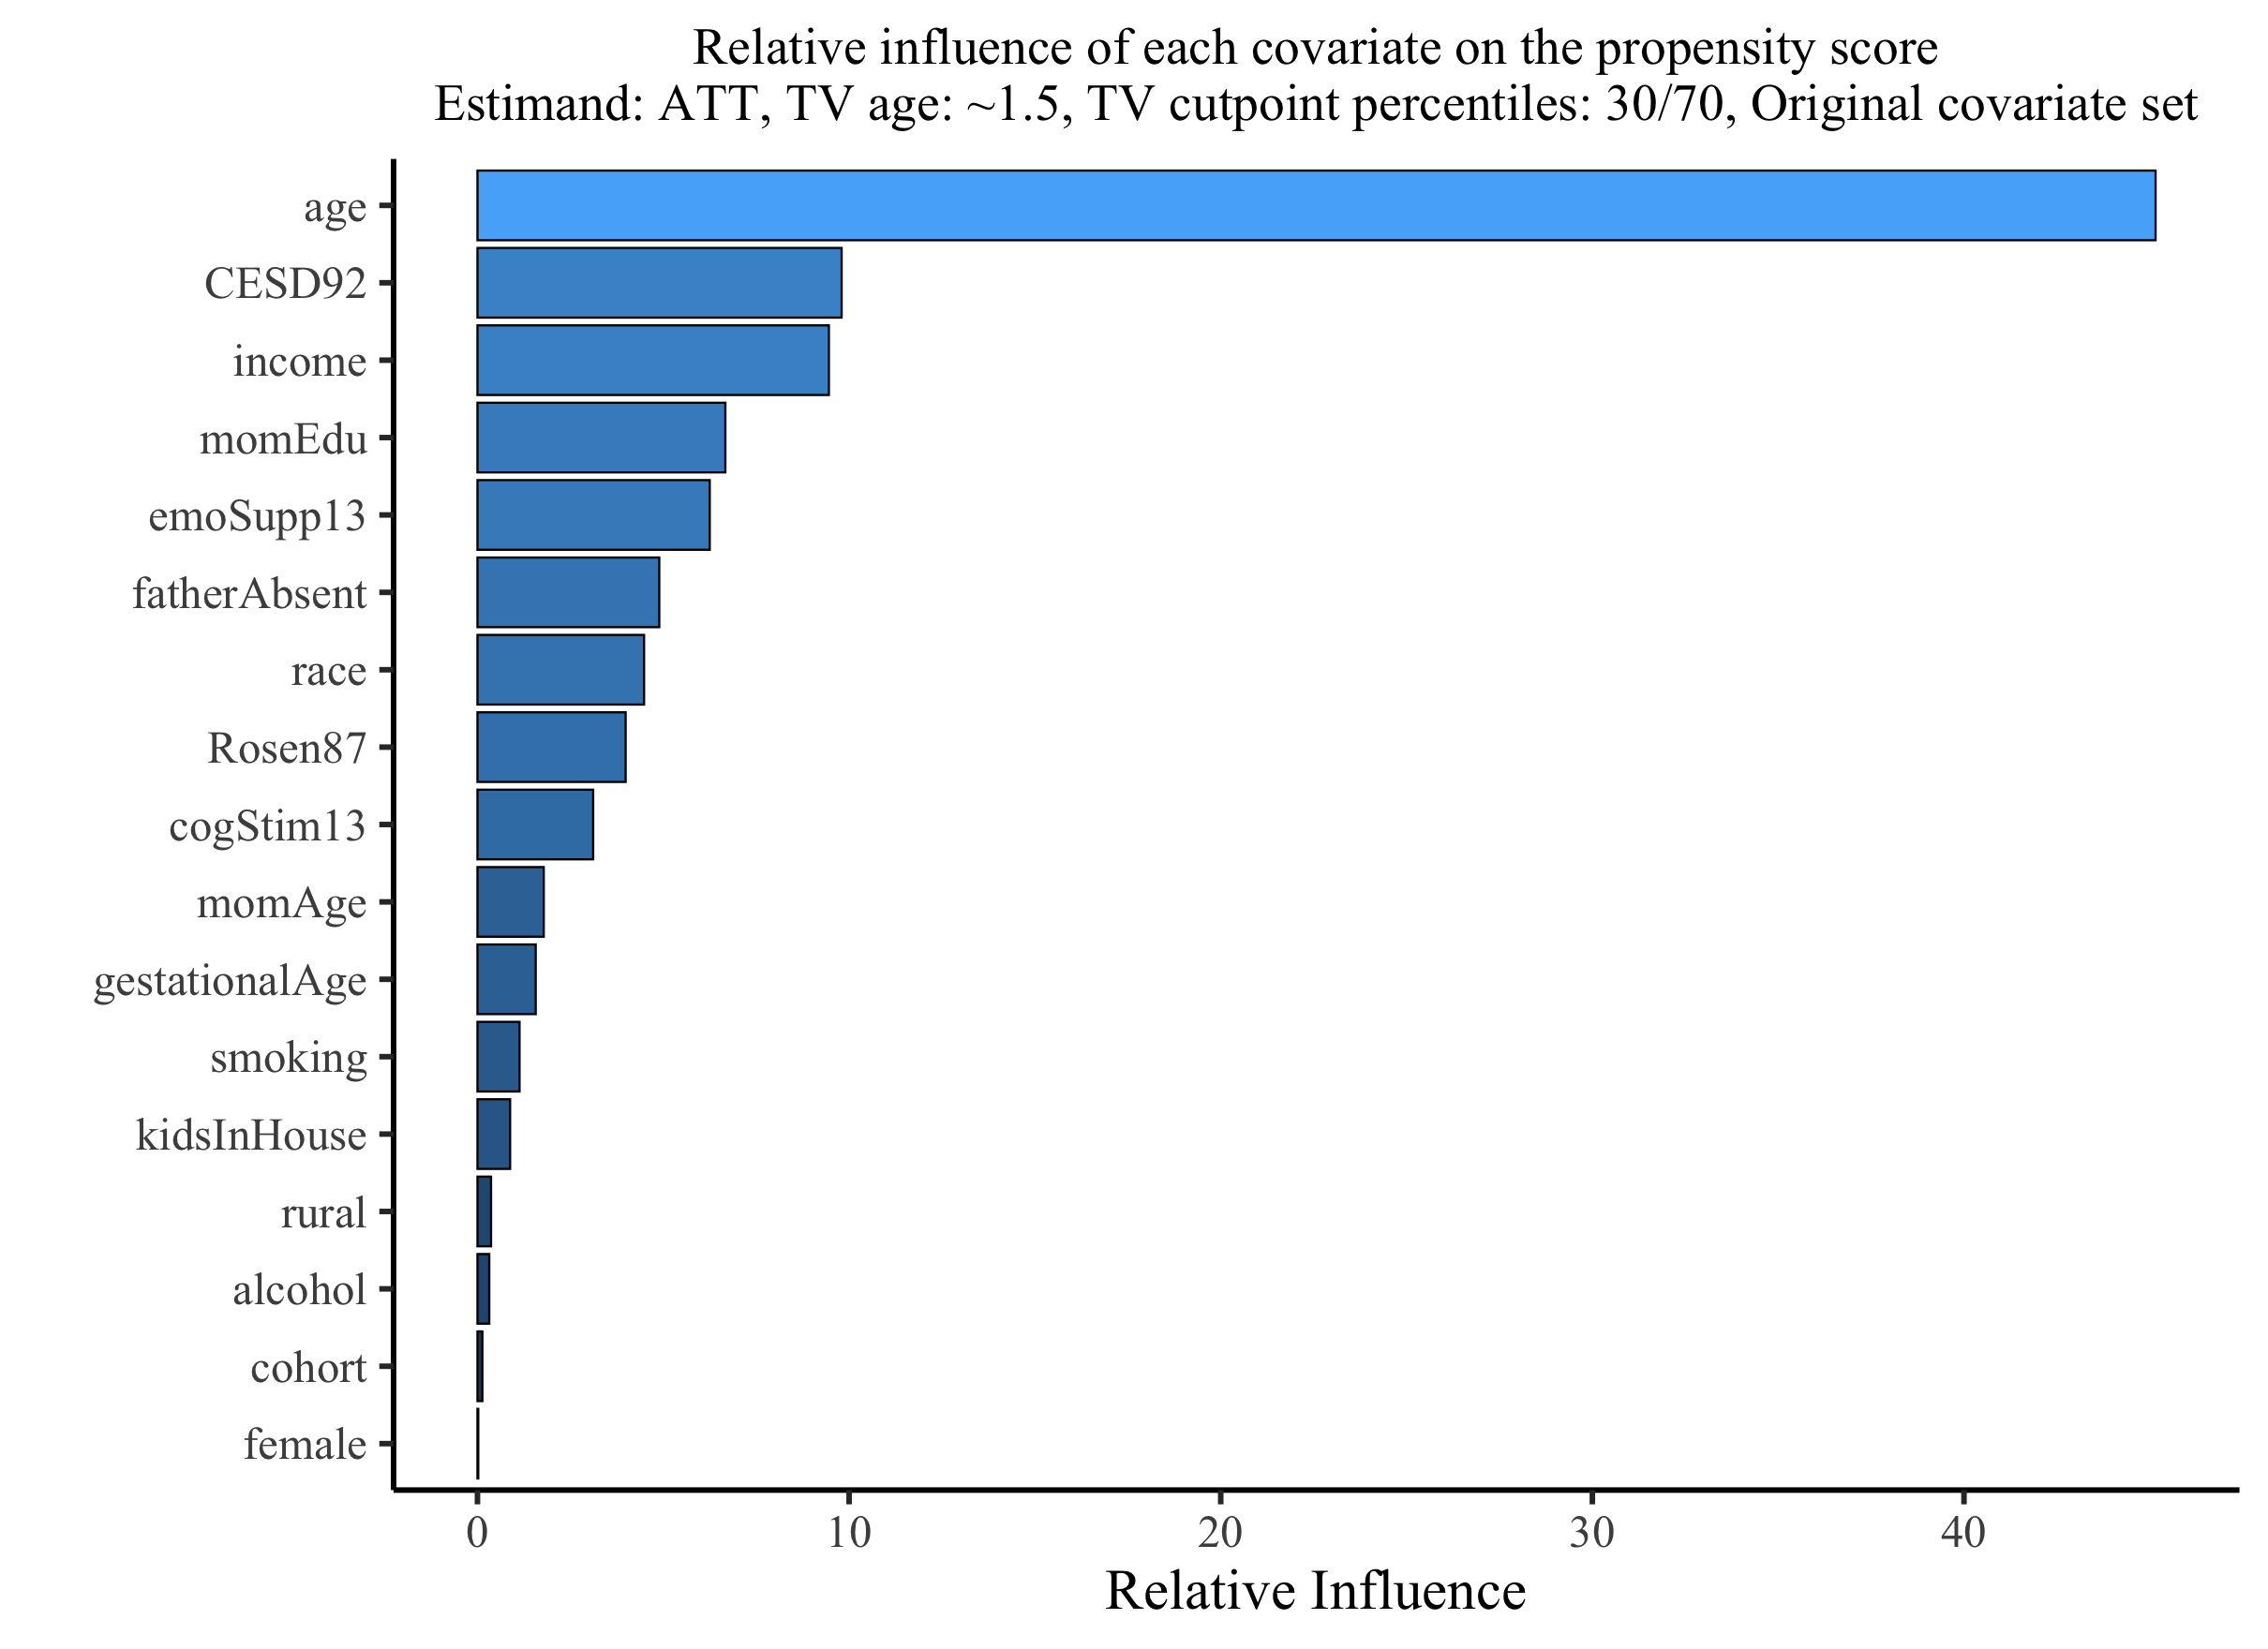 Relative influence of each covariate on the propensity score
Estimand: ATT, TV age: ~1.5, TV cutpoint percentiles: 30/70, Original covariate set
age
CESD92
income
momEdu
emoSupp13
fatherAbsent
race
Rosen87
cogStim13
momAge
gestationalAge
smoking
kidsInHouse
rural
alcohol
cohort
female
0 10 20 30 40
Relative Influence